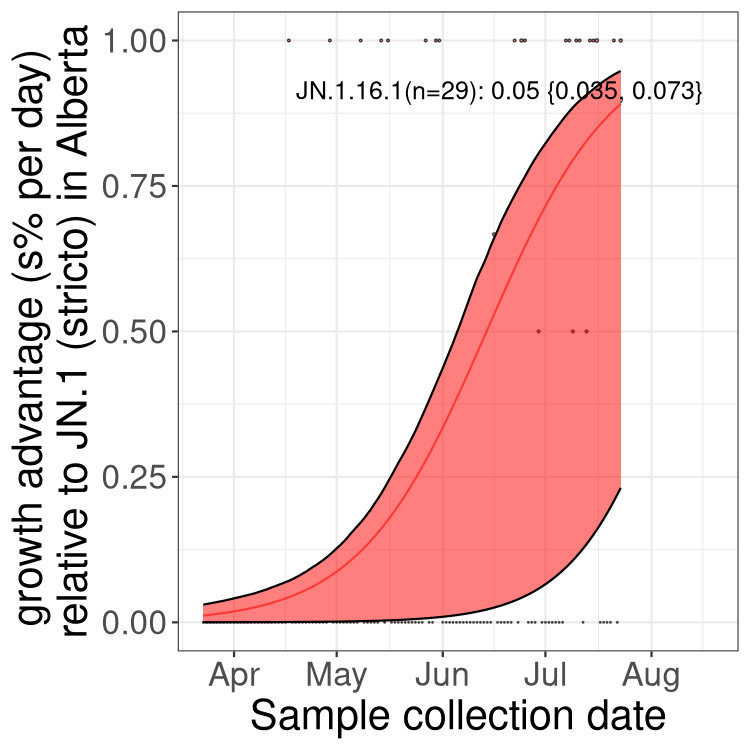 growth advantage (s% per day)
relative to JN.1 (stricto) in Alberta
1.00
0.75
0.50
0.25
0.00
JN.1.16.1(n=29): 0.05 {0.035, 0.073}
Apr May Jun Jul Aug
Sample collection date